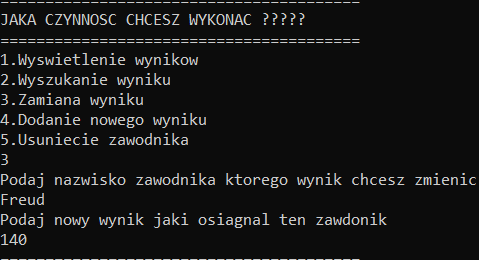 ========================================
JAKA CZYNNOSC CHCESZ WYKONAC ?????
========================================
1.Wyswietlenie wynikow
2.Wyszukanie wyniku
3.Zamiana wyniku
4.Dodanie nowego wyniku
5.Usuniecie zawodnika
3
Podaj nazwisko zawodnika ktorego wynik chcesz zmienic
Freud
Podaj nowy wynik jaki osiagnal ten zawdonik
140
========================================